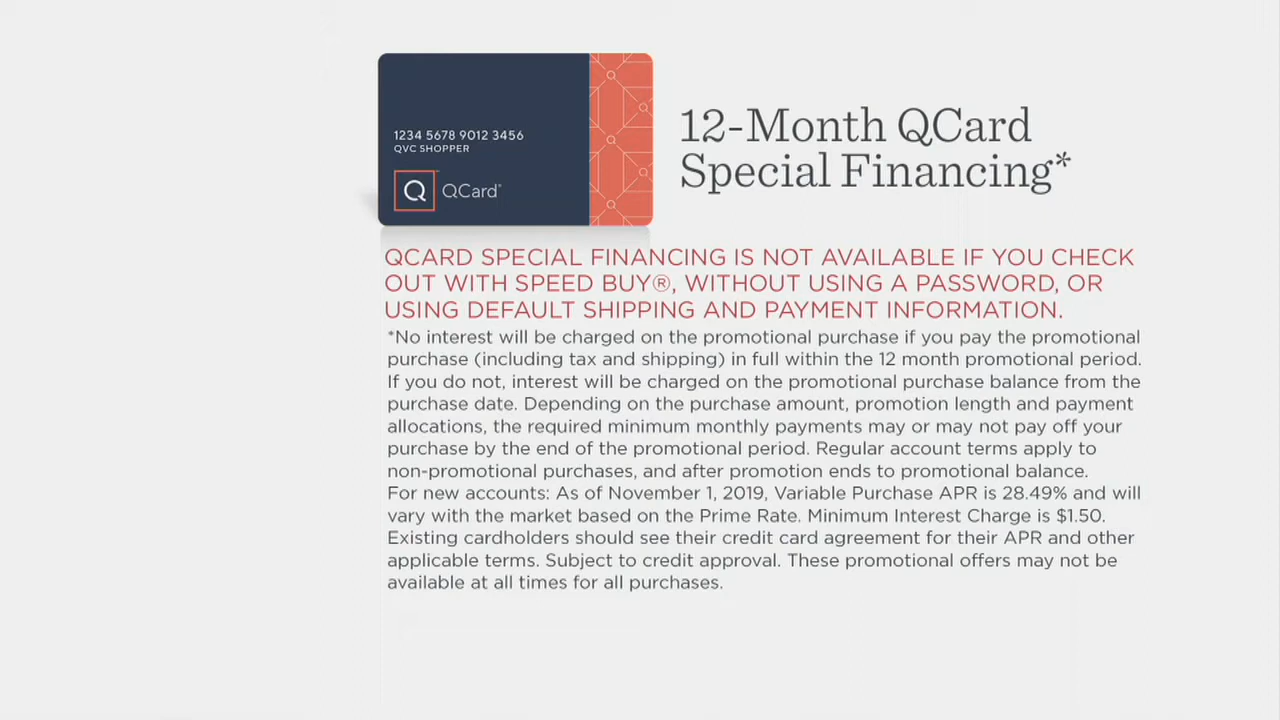 1234 5678 9012 3456
QVC SHOPPER
Q QCard®
12-Month QCard
Special Financing*
QCARD SPECIAL FINANCING IS NOT AVAILABLE IF YOU CHECK
OUT WITH SPEED BUY®, WITHOUT USING A PASSWORD, OR
USING DEFAULT SHIPPING AND PAYMENT INFORMATION.
*No interest will be charged on the promotional purchase if you pay the promotional
purchase (including tax and shipping) in full within the 12 month promotional period.
If you do not, interest will be charged on the promotional purchase balance from the
purchase date. Depending on the purchase amount, promotion length and payment
allocations, the required minimum monthly payments may or may not pay off your
purchase by the end of the promotional period. Regular account terms apply to
non-promotional purchases, and after promotion ends to promotional balance.
For new accounts: As of November 1, 2019, Variable Purchase APR is 28.49% and will
vary with the market based on the Prime Rate. Minimum Interest Charge is $1.50.
Existing cardholders should see their credit card agreement for their APR and other
applicable terms. Subject to credit approval. These promotional offers may not be
available at all times for all purchases.